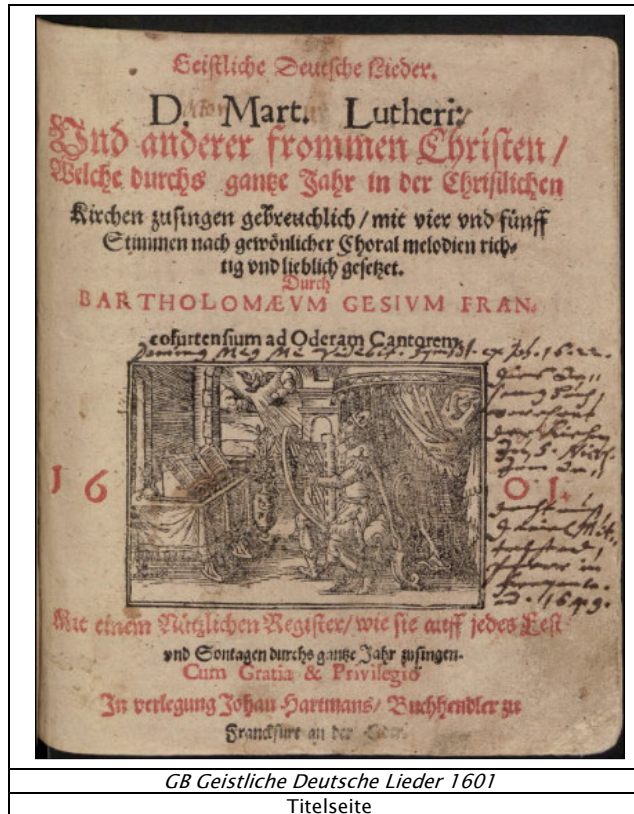 Geistliche Deutsche Lieder.
D. Mart. Lutheri:
Vnd anderer frommen Christen /
Welche durchs gantze Jahr in der Christlichen
Kirchen zusingen gebreuchlich / mit vier vnd fünff
Stimmen nach gewönlicher Choral melodien rich-
tig vnd lieblich gesetzet.
Durch
BARTHOLOMÆVM GESIVM FRAN-
cofurtensium ad Oderam Cantorem.
16 01.
1649.
Mit einem Nützlichen Register/ wie sie auff jedes Fest
vnd Sontagen durchs gantze Jahr zusingen.
Cum Gratia & Privilegio
In verlegung Johan Hartmans/ Buchhendler zu
Franckfurt an der Oder.
GB Geistliche Deutsche Lieder 1601
Titelseite